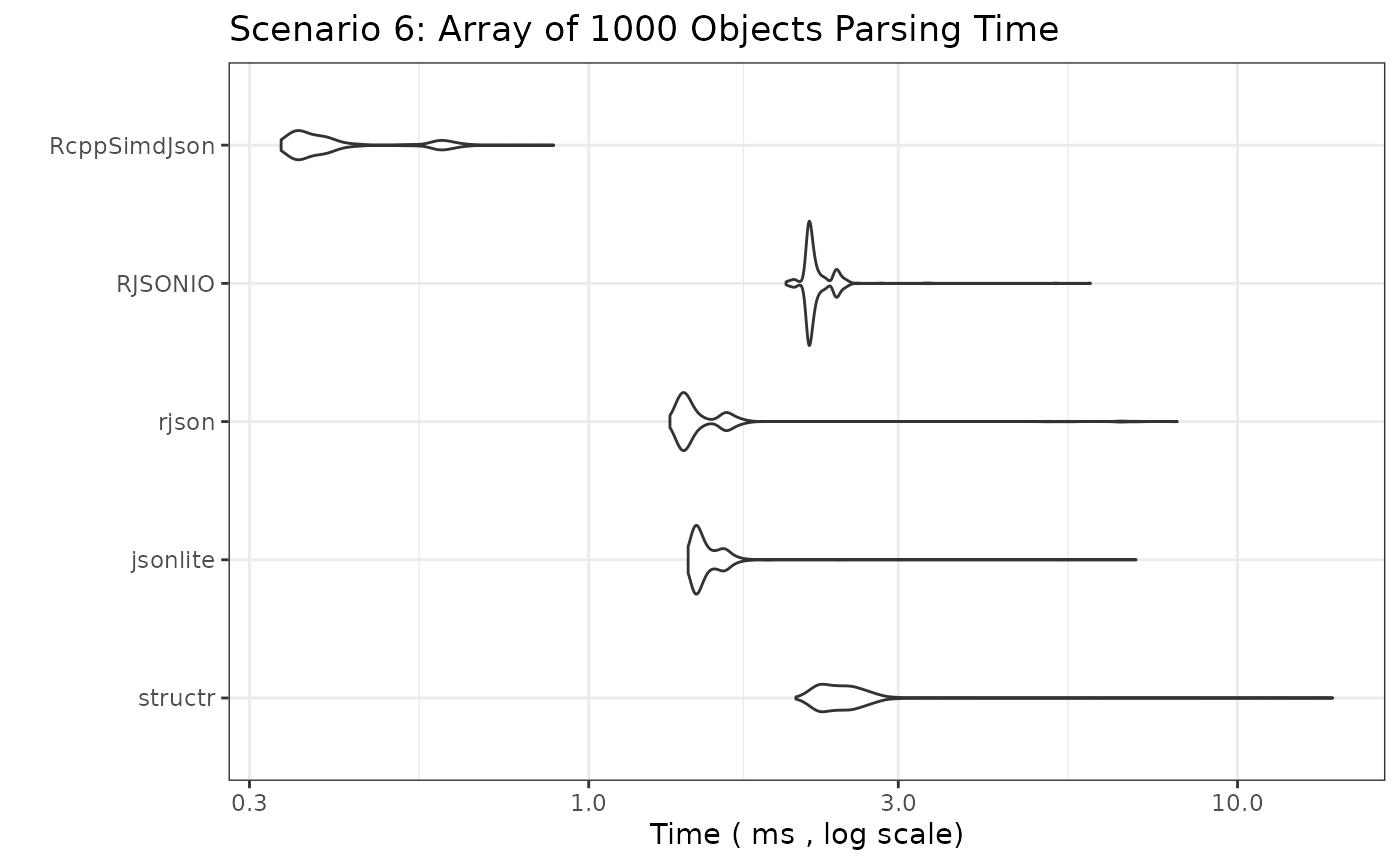 Scenario 6: Array of 1000 Objects Parsing Time
RcppSimdJson
RJSONIO
rjson
jsonlite
structr
0.3 1.0 3.0 10.0
Time ( ms , log scale)